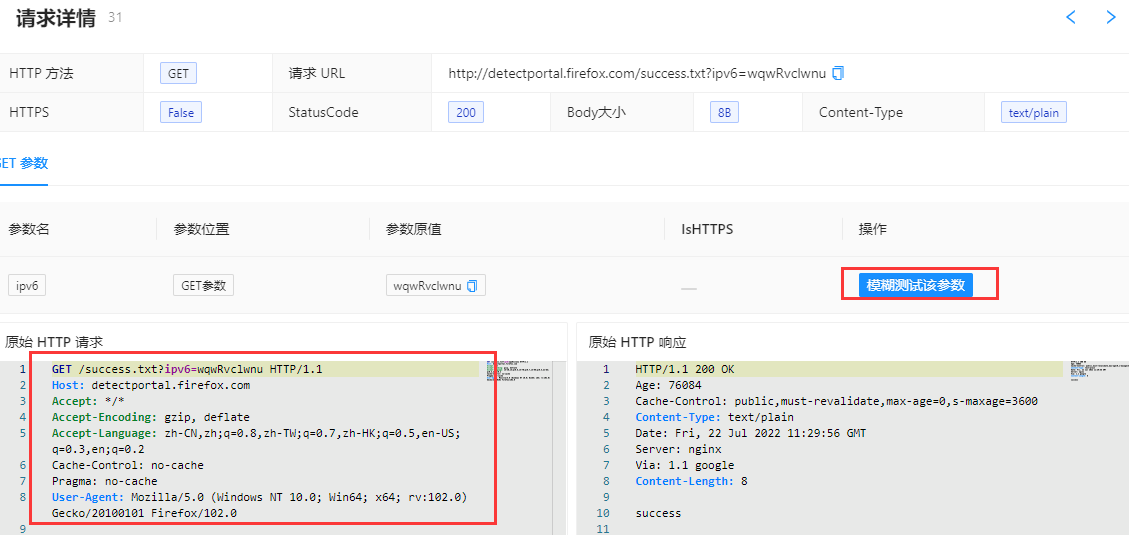 请求详情 31
HTTP 方法 GET 请求 URL http://detectportal.firefox.com/success.txt?ipv6=wqwRvclwnu
HTTPS False StatusCode 200 Body大小 8B Content-Type text/plain
GET 参数
参数名 参数位置 参数原值 IsHTTPS 操作
ipv6 GET参数 wqwRvclwnu — 模糊测试该参数
原始 HTTP 请求
1 GET /success.txt?ipv6=wqwRvclwnu HTTP/1.1
2 Host: detectportal.firefox.com
3 Accept: */*
4 Accept-Encoding: gzip, deflate
5 Accept-Language: zh-CN,zh;q=0.8,zh-TW;q=0.7,zh-HK;q=0.5,en-US;
q=0.3,en;q=0.2
6 Cache-Control: no-cache
7 Pragma: no-cache
8 User-Agent: Mozilla/5.0 (Windows NT 10.0; Win64; x64; rv:102.0)
Gecko/20100101 Firefox/102.0
9
原始 HTTP 响应
1 HTTP/1.1 200 OK
2 Age: 76084
3 Cache-Control: public,must-revalidate,max-age=0,s-maxage=3600
4 Content-Type: text/plain
5 Date: Fri, 22 Jul 2022 11:29:56 GMT
6 Server: nginx
7 Via: 1.1 google
8 Content-Length: 8
9
10 success
11